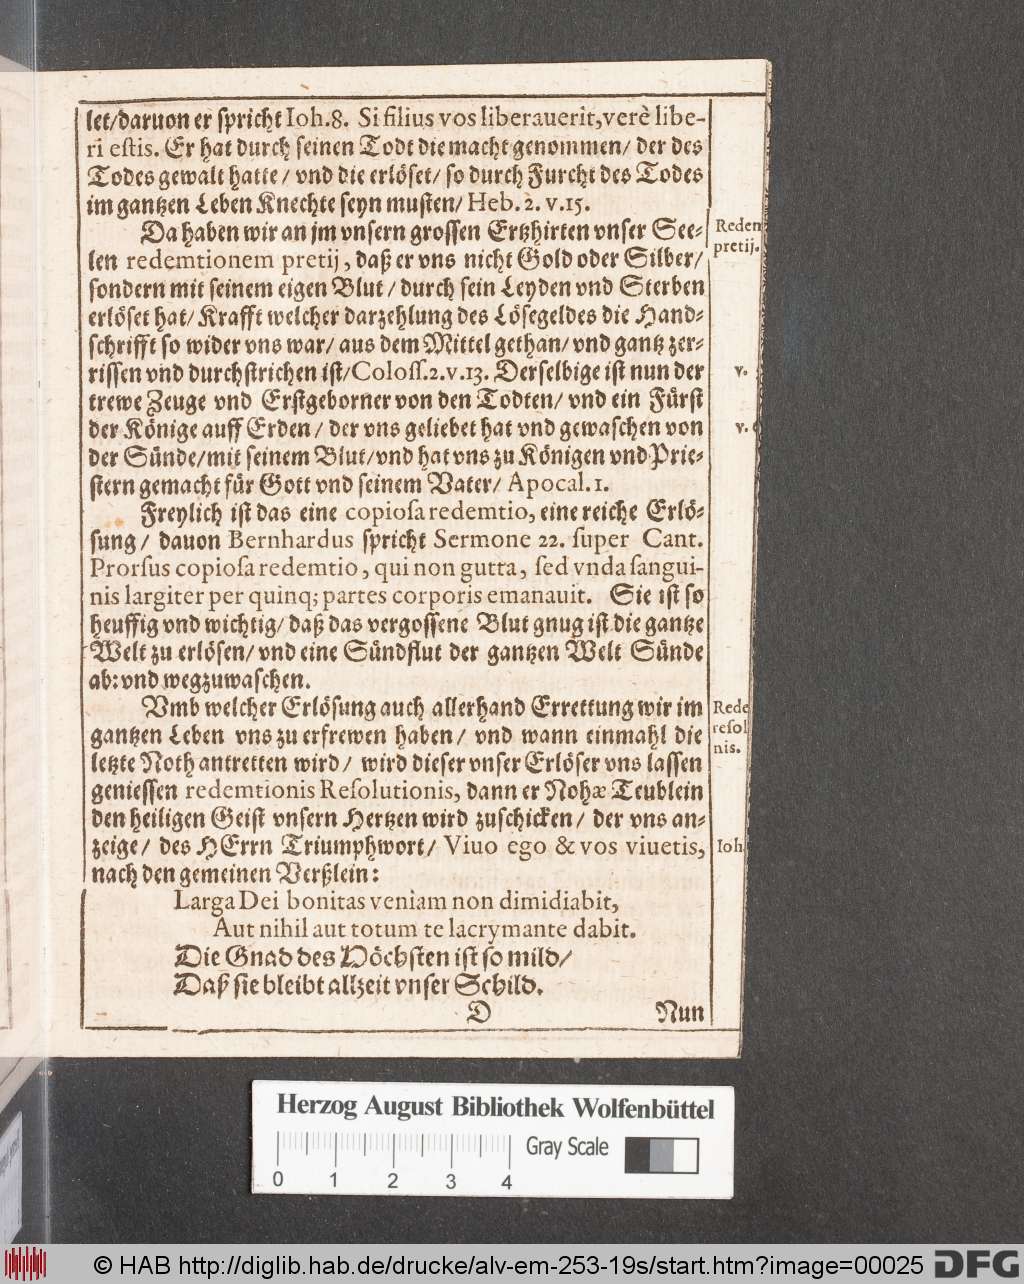 let/daruon er spricht Ioh.8. Si filius vos liberauerit, verè libe-
ri estis. Er hat durch seinen Todt die macht genommen/ der des
Todes gewalt hatte/ vnd die erlöset/ so durch Furcht des Todes
im gantzen Leben Knechte seyn musten/ Heb. 2. v.15.
Da haben wir an jm vnsern grossen Ertzhirten vnser See-
len redemtionem pretij, daß er vns nicht Gold oder Silber/
sondern mit seinem eigen Blut/ durch sein Leyden vnd Sterben
erlöset hat/ Krafft welcher darzehlung des Lösegeldes die Hand-
schrifft so wider vns war/ aus dem Mittel gethan/ vnd gantz zer-
rissen vnd durchstrichen ist/ Coloſſ.2.v.13. Derselbige ist nun der
trewe Zeuge vnd Erstgeborner von den Todten/ vnd ein Fürst
der Könige auff Erden/ der vns geliebet hat vnd gewaschen von
der Sünde/ mit seinem Blut/ vnd hat vns zu Königen vnd Prie-
stern gemacht für Gott vnd seinem Vater/ Apocal. 1.
Freylich ist das eine copiosa redemtio, eine reiche Erlö-
sung/ dauon Bernhardus spricht Sermone 22. super Cant.
Prorsus copiosa redemtio, qui non gutta, sed vnda sangui-
nis largiter per quinq; partes corporis emanauit. Sie ist so
heuffig vnd wichtig/ daß das vergossene Blut gnug ist die gantze
Welt zu erlösen/ vnd eine Sündflut der gantzen Welt Sünde
ab: vnd wegzuwaschen.
Vmb welcher Erlösung auch allerhand Errettung wir im
gantzen Leben vns zu erfrewen haben/ vnd wann einmahl die
letzte Noth antretten wird/ wird dieser vnser Erlöser vns lassen
geniessen redemtionis Resolutionis, dann er Nohæ Teublein
den heiligen Geist vnsern Hertzen wird zuschicken/ der vns an-
zeige/ des HErrn Triumphwort/ Viuo ego & vos viuetis,
nach den gemeinen Verßlein:
Larga Dei bonitas veniam non dimidiabit,
Aut nihil aut totum te lacrymante dabit.
Die Gnad des Höchsten ist so mild/
Daß sie bleibt allzeit vnser Schild.
D Nun
Redem
pretij.
v.
v.
Rede
resol
nis.
Ioh
Herzog August Bibliothek Wolfenbüttel
Gray Scale
0 1 2 3 4
© HAB http://diglib.hab.de/drucke/alv-em-253-19s/start.htm?image=00025
DFG